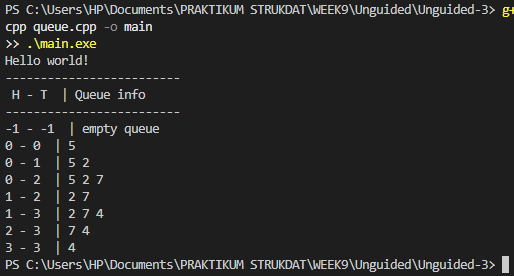 PS C:\Users\HP\Documents\PRAKTIKUM STRUKDAT\WEEK9\Unguided\Unguided-3> g+
cpp queue.cpp -o main
>> .\main.exe
Hello world!
-------------------------
 H - T  | Queue info
-------------------------
-1 - -1  | empty queue
0 - 0  | 5
0 - 1  | 5 2
0 - 2  | 5 2 7
1 - 2  | 2 7
1 - 3  | 2 7 4
2 - 3  | 7 4
3 - 3  | 4
PS C:\Users\HP\Documents\PRAKTIKUM STRUKDAT\WEEK9\Unguided\Unguided-3>